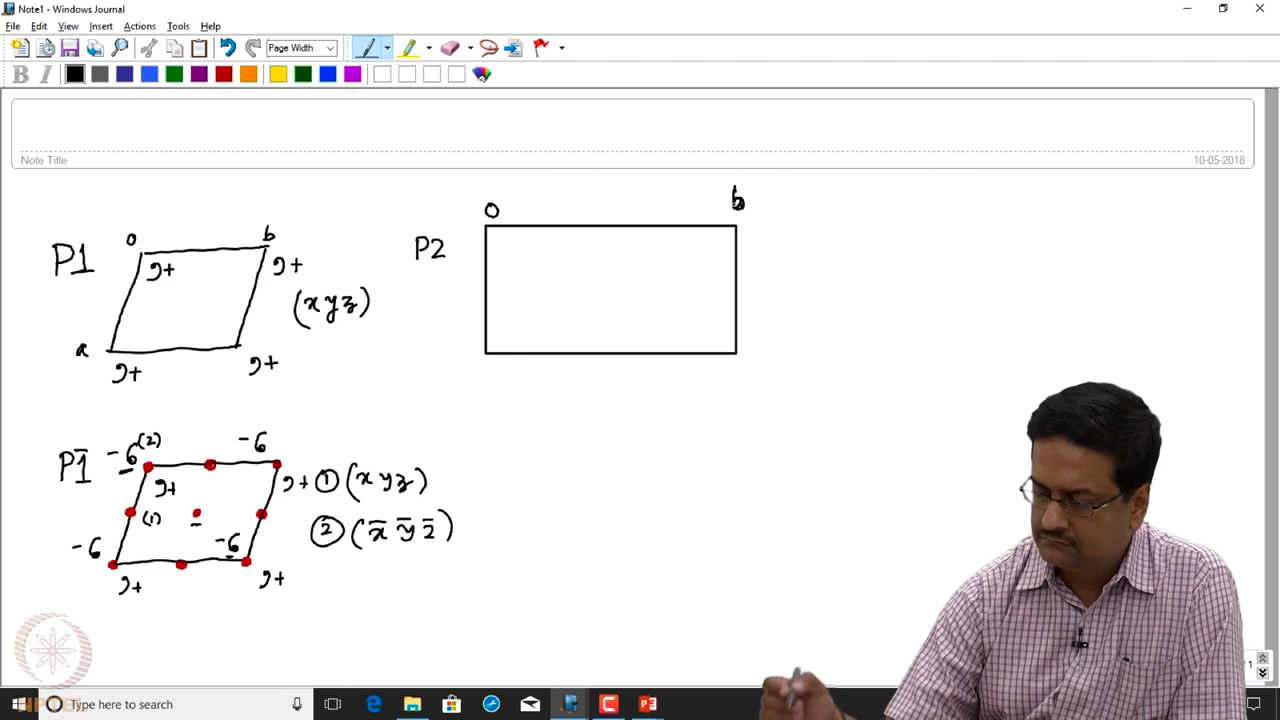 Note1 - Windows Journal
File Edit View Insert Actions Tools Help
Page Width
B I
Note Title
10-05-2018
P1
o b
a
9+ 9+
9+ 9+
(x y z)
P2
o b
P1̄
-6 (2) -6
9+ 9+ ① (x y z)
(1)
② (x̄ ȳ z̄)
-6 -6
9+ 9+
/ 1
Type here to search